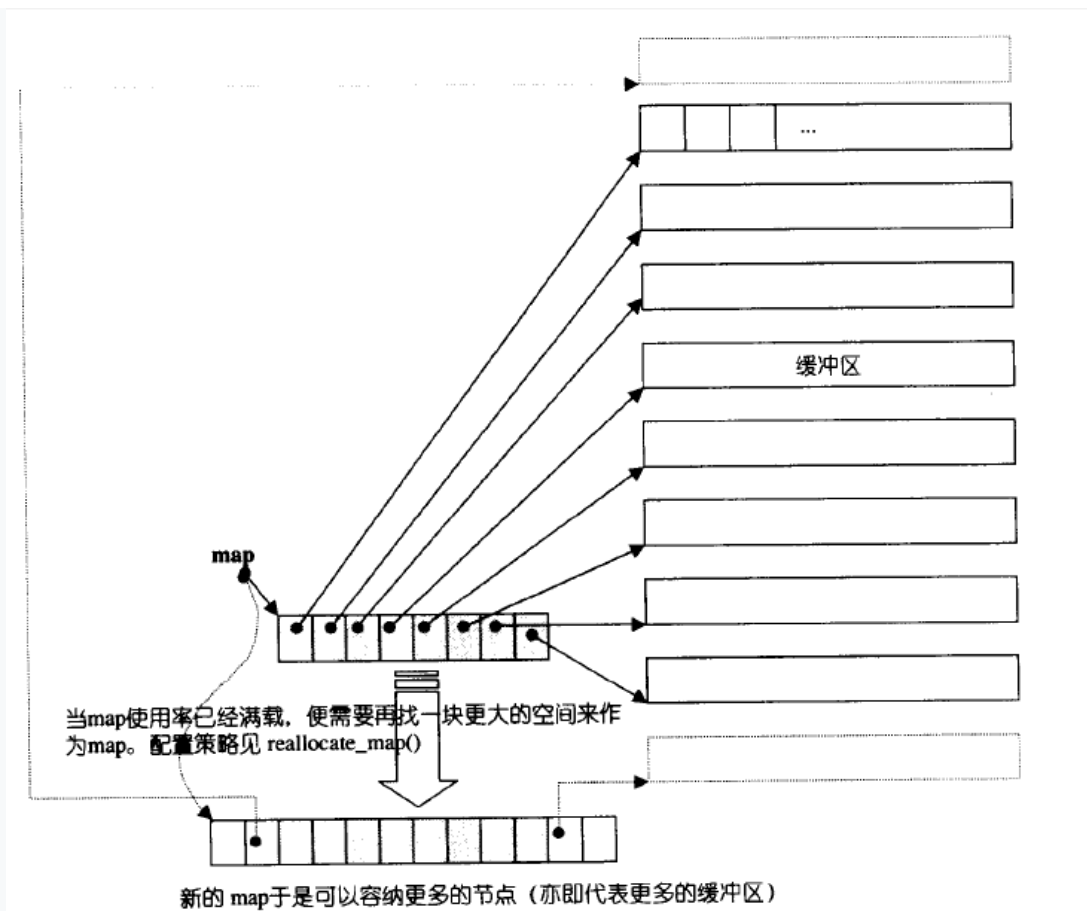 ...
缓冲区
map
当map使用率已经满载，便需要再找一块更大的空间来作
为map。配置策略见 reallocate_map()
新的 map于是可以容纳更多的节点（亦即代表更多的缓冲区）